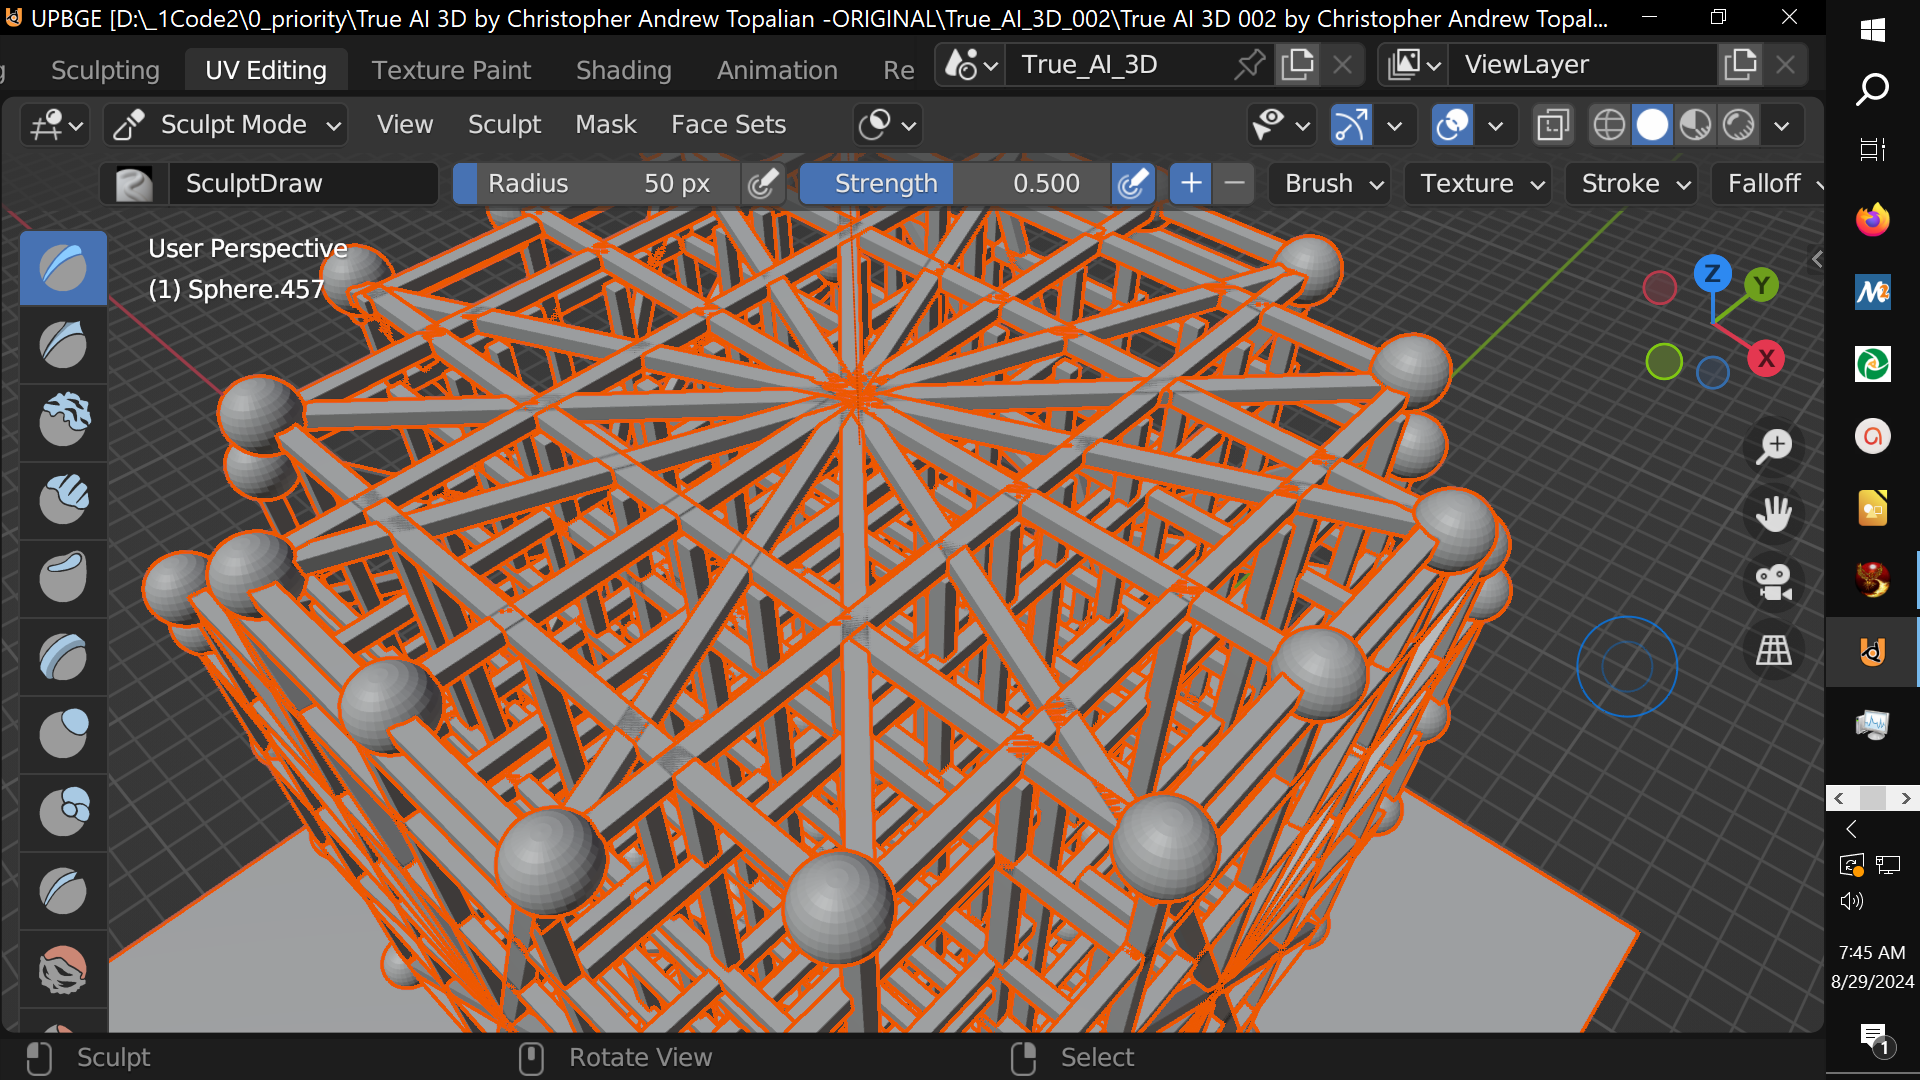 UPBGE [D:\_1Code2\0_priority\True AI 3D by Christopher Andrew Topalian -ORIGINAL\True_AI_3D_002\True AI 3D 002 by Christopher Andrew Topal...
Sculpting UV Editing Texture Paint Shading Animation Re True_AI_3D ViewLayer
Sculpt Mode View Sculpt Mask Face Sets
SculptDraw Radius 50 px Strength 0.500 Brush Texture Stroke Falloff
User Perspective
(1) Sphere.457
Z
Y
X
7:45 AM
8/29/2024
1
Sculpt Rotate View Select